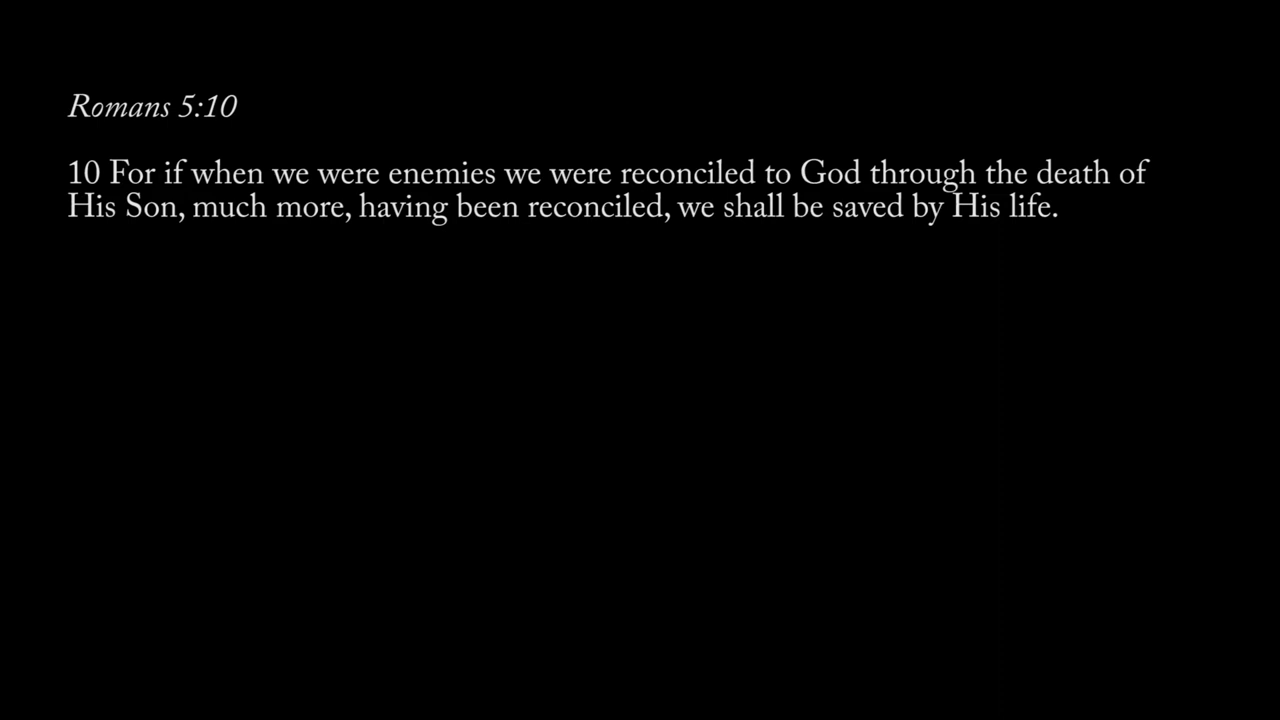 Romans 5:10
10 For if when we were enemies we were reconciled to God through the death of
His Son, much more, having been reconciled, we shall be saved by His life.